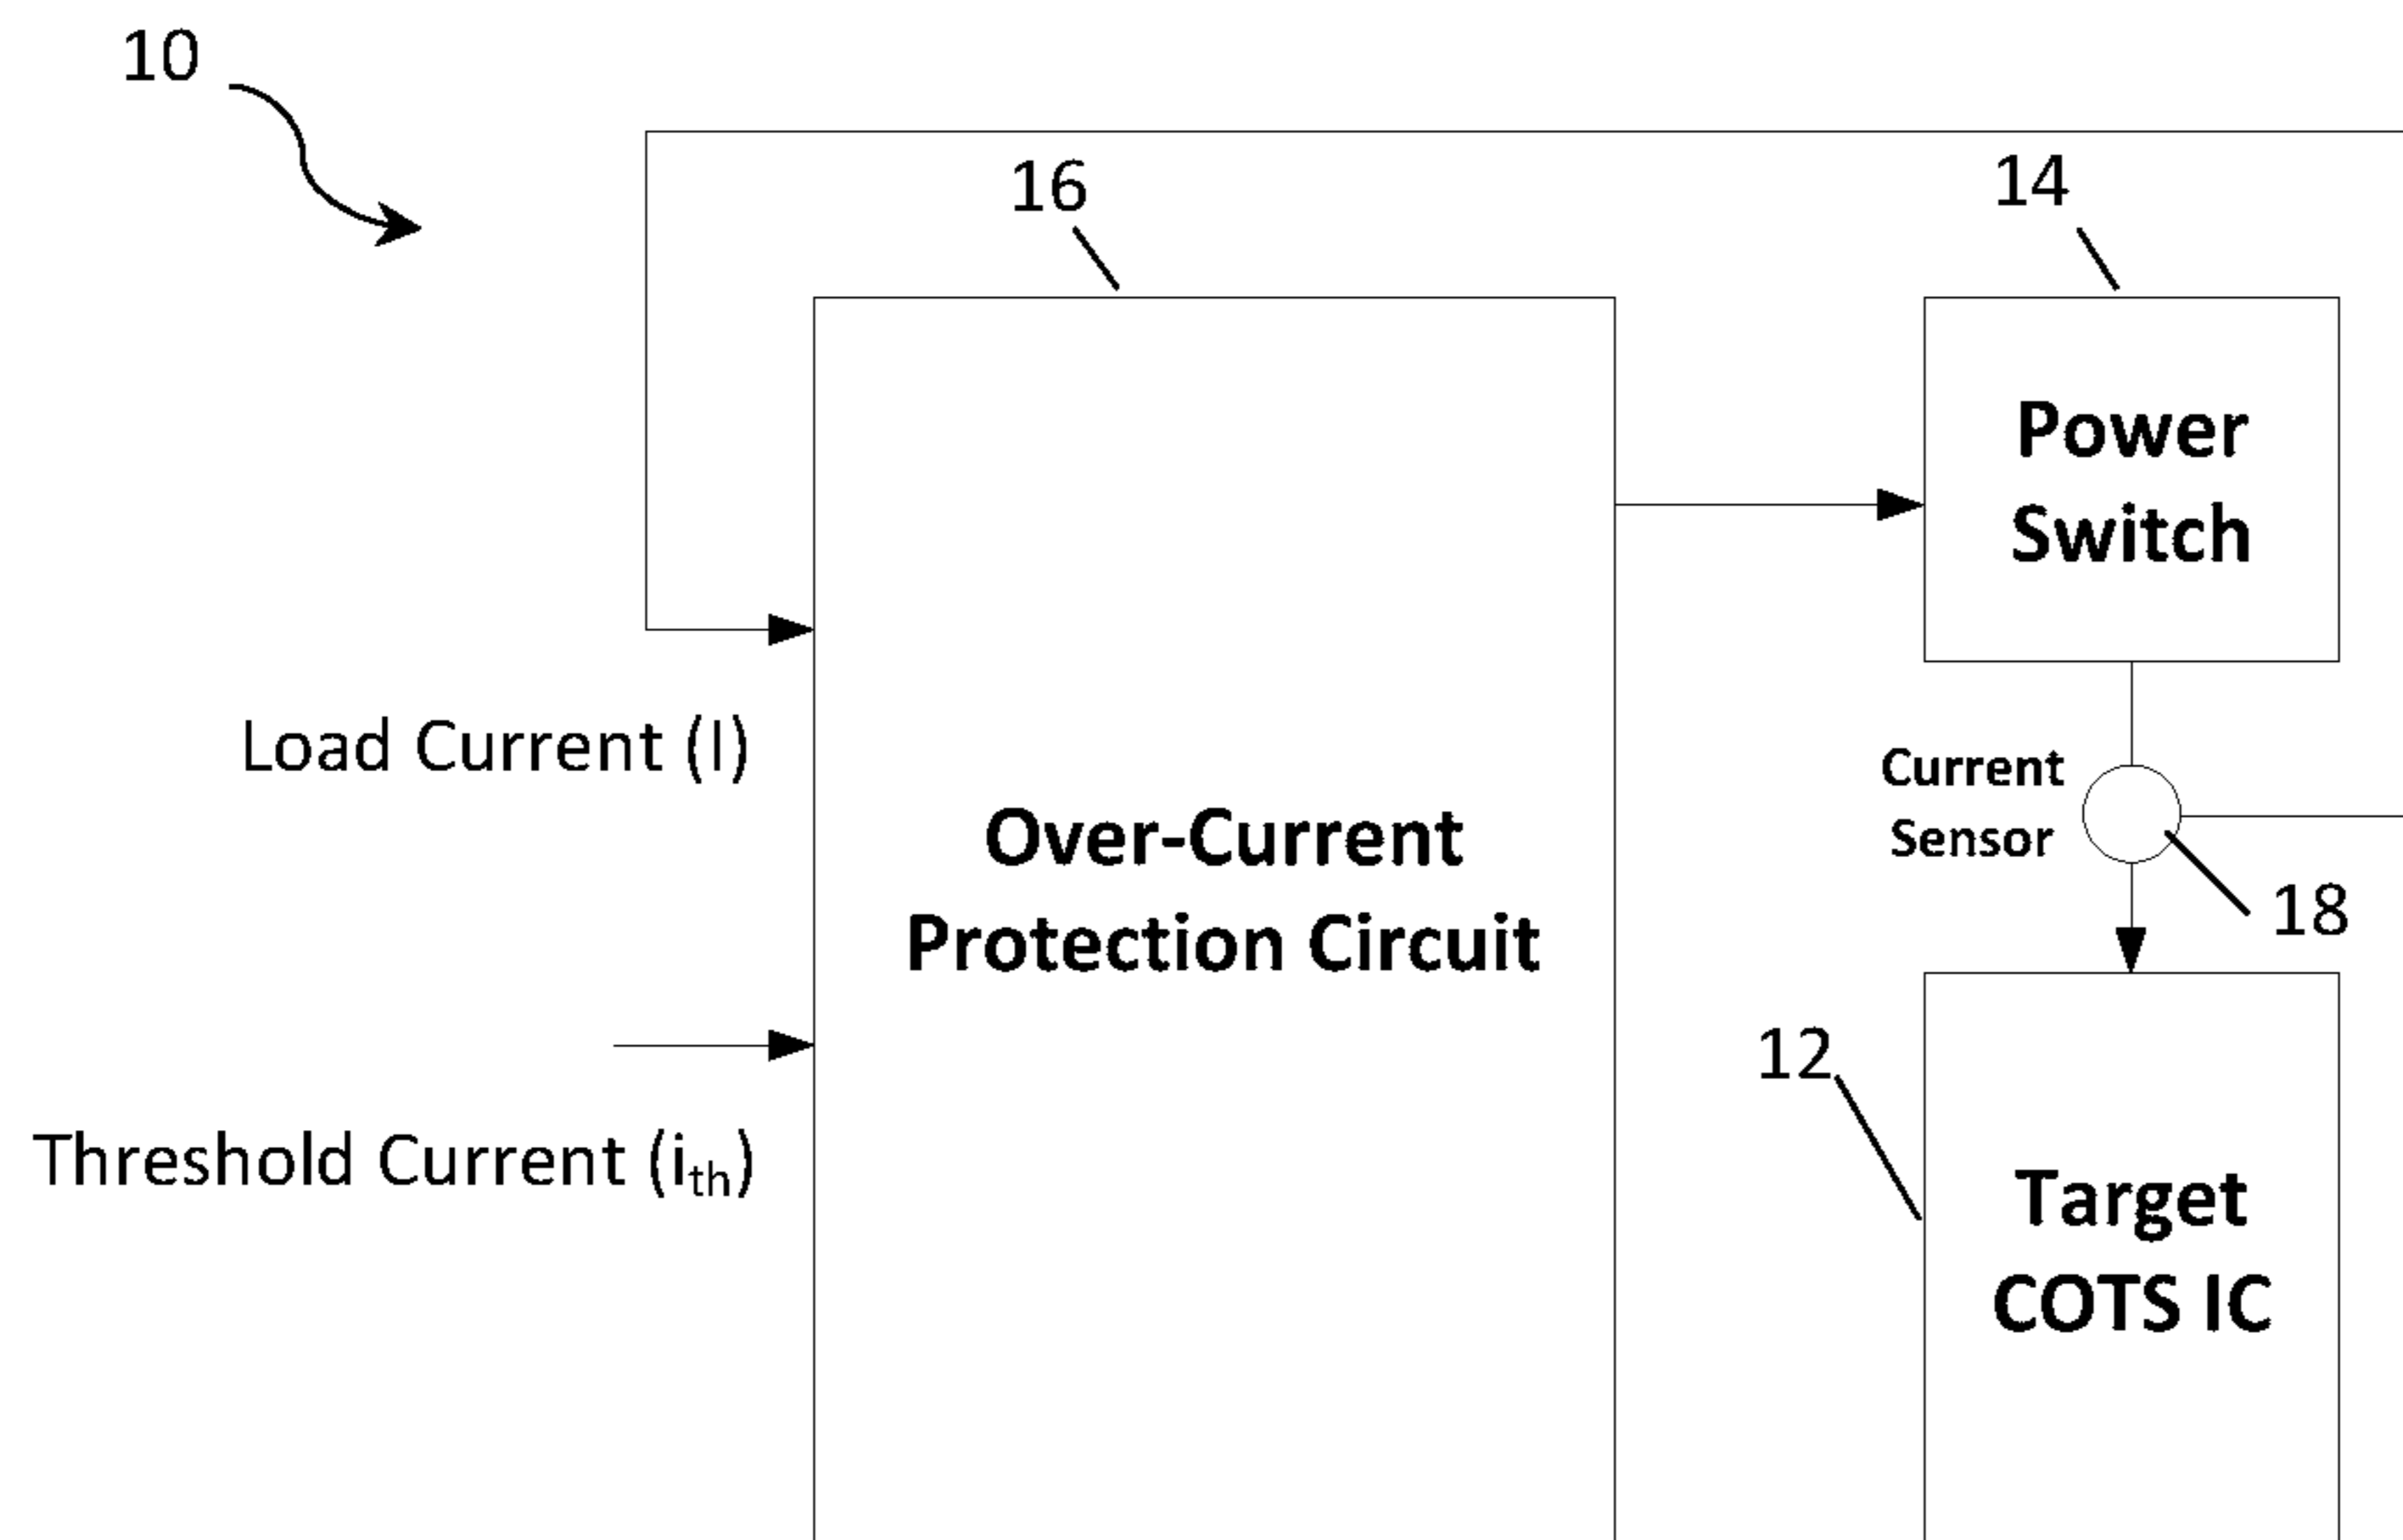 10
16
14
Power
Switch
Load Current (I)
Current
Sensor
Over-Current
Protection Circuit
18
12
Threshold Current (ith)
Target
COTS IC